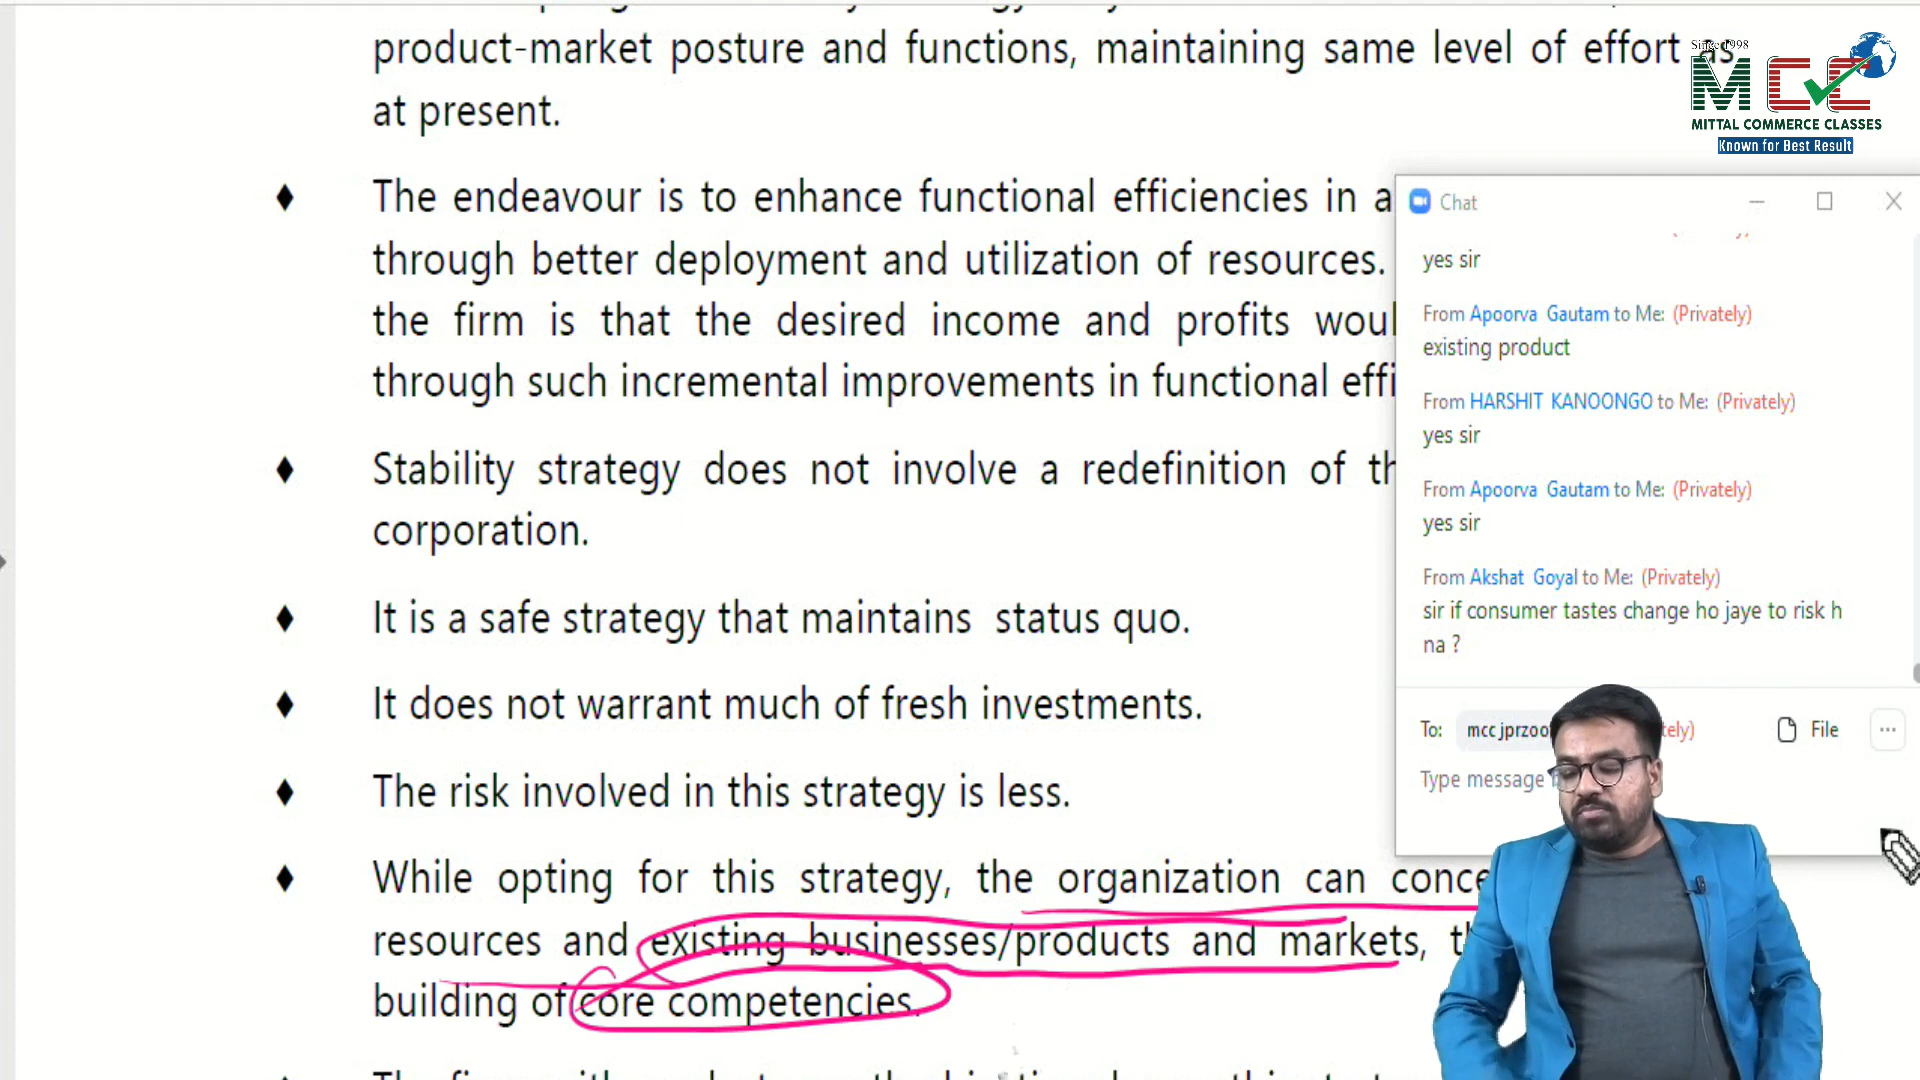 product-market posture and functions, maintaining same level of effort as
at present.
♦ The endeavour is to enhance functional efficiencies in a
through better deployment and utilization of resources.
the firm is that the desired income and profits woul
through such incremental improvements in functional effi
♦ Stability strategy does not involve a redefinition of th
corporation.
♦ It is a safe strategy that maintains status quo.
♦ It does not warrant much of fresh investments.
♦ The risk involved in this strategy is less.
♦ While opting for this strategy, the organization can conce
resources and existing businesses/products and markets, t
building of core competencies.
Since 1998
MCC
MITTAL COMMERCE CLASSES
Known for Best Result
Chat
yes sir
From Apoorva Gautam to Me: (Privately)
existing product
From HARSHIT KANOONGO to Me: (Privately)
yes sir
From Apoorva Gautam to Me: (Privately)
yes sir
From Akshat Goyal to Me: (Privately)
sir if consumer tastes change ho jaye to risk h
na ?
To: mcc jprzoo tely) File
Type message